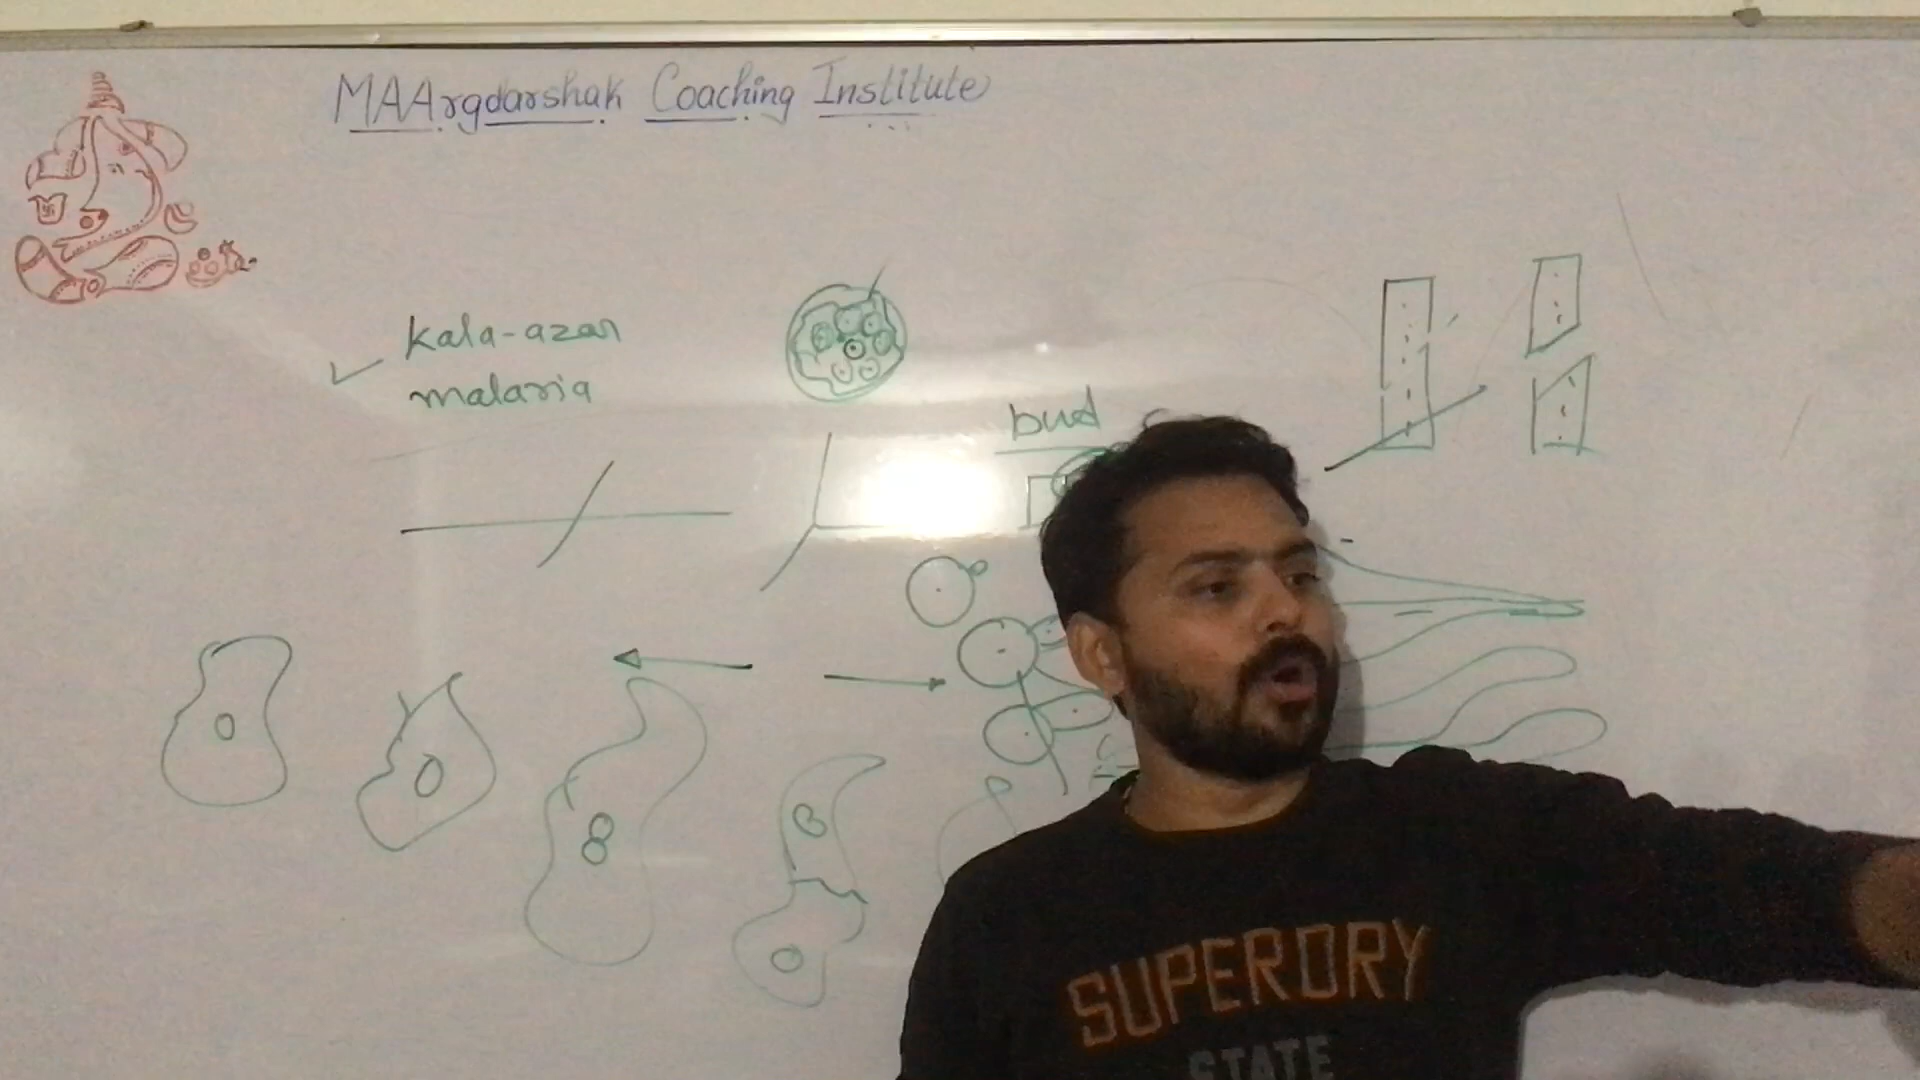 MAArgdarshak Coaching Institute
kala-azar
malaria
bud
SUPERDRY
STATE